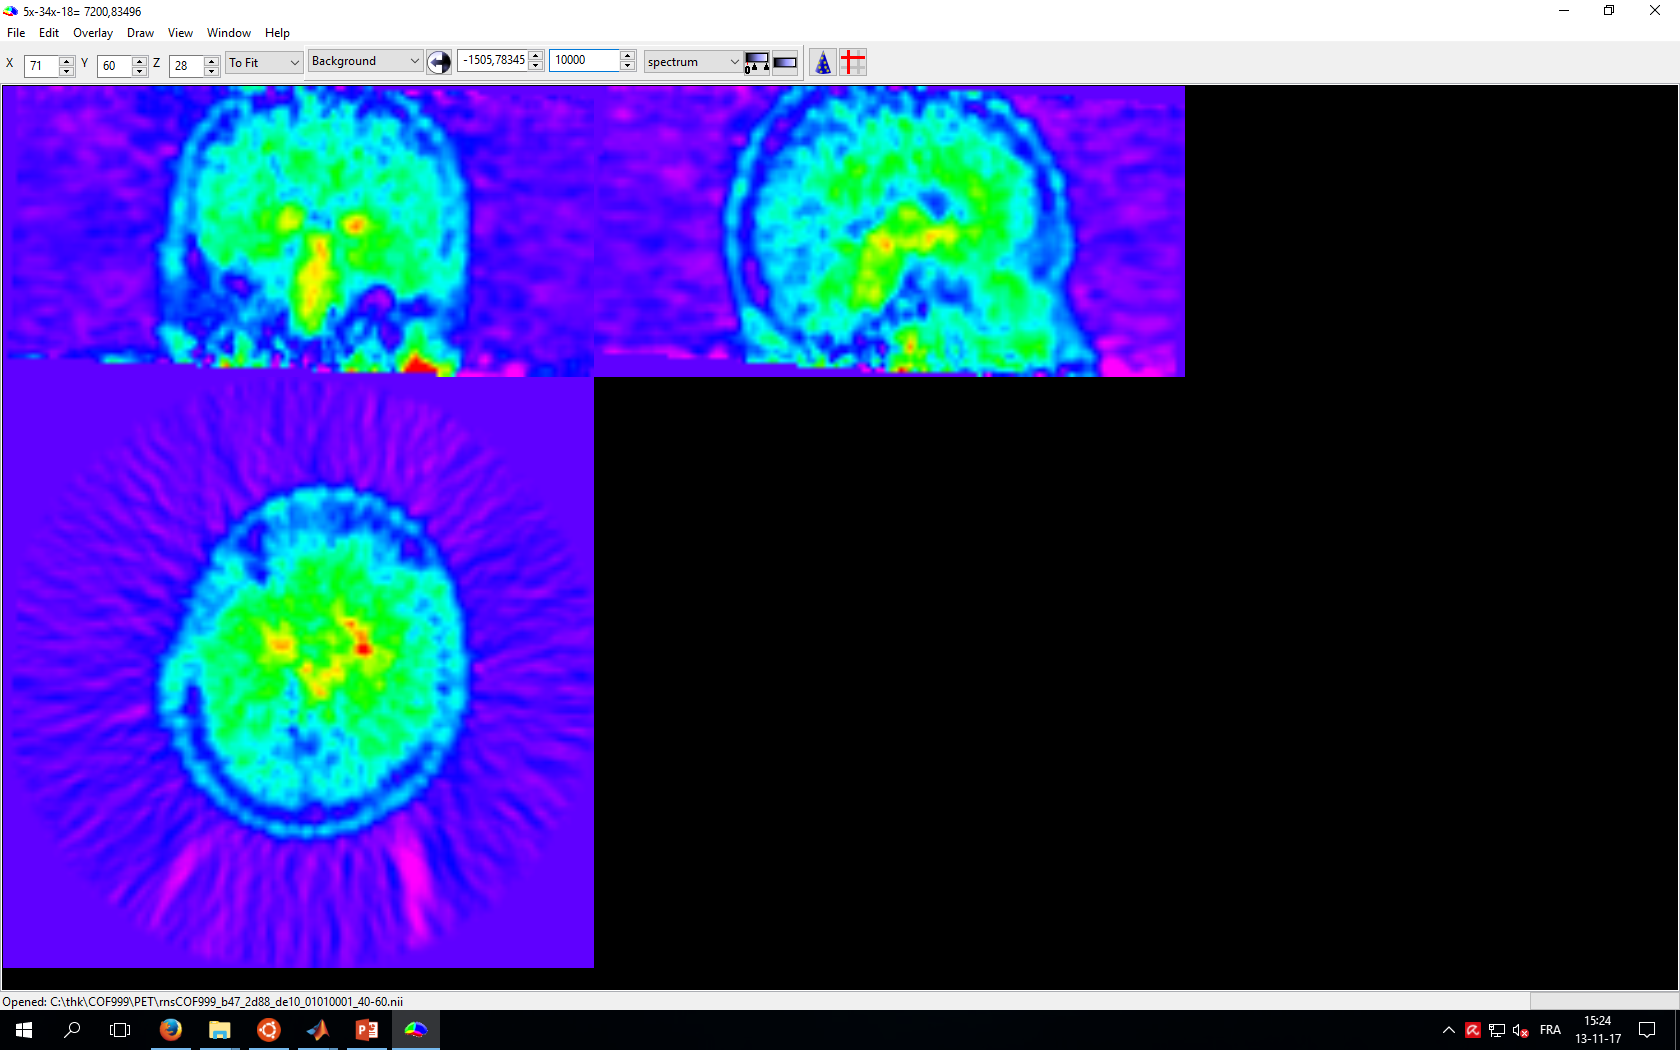 5x-34x-18= 7200,83496
File Edit Overlay Draw View Window Help
X 71 Y 60 Z 28 To Fit Background -1505,78345 10000 spectrum
Opened: C:\thk\COF999\PET\rnsCOF999_b47_2d88_de10_01010001_40-60.nii
FRA
15:24
13-11-17